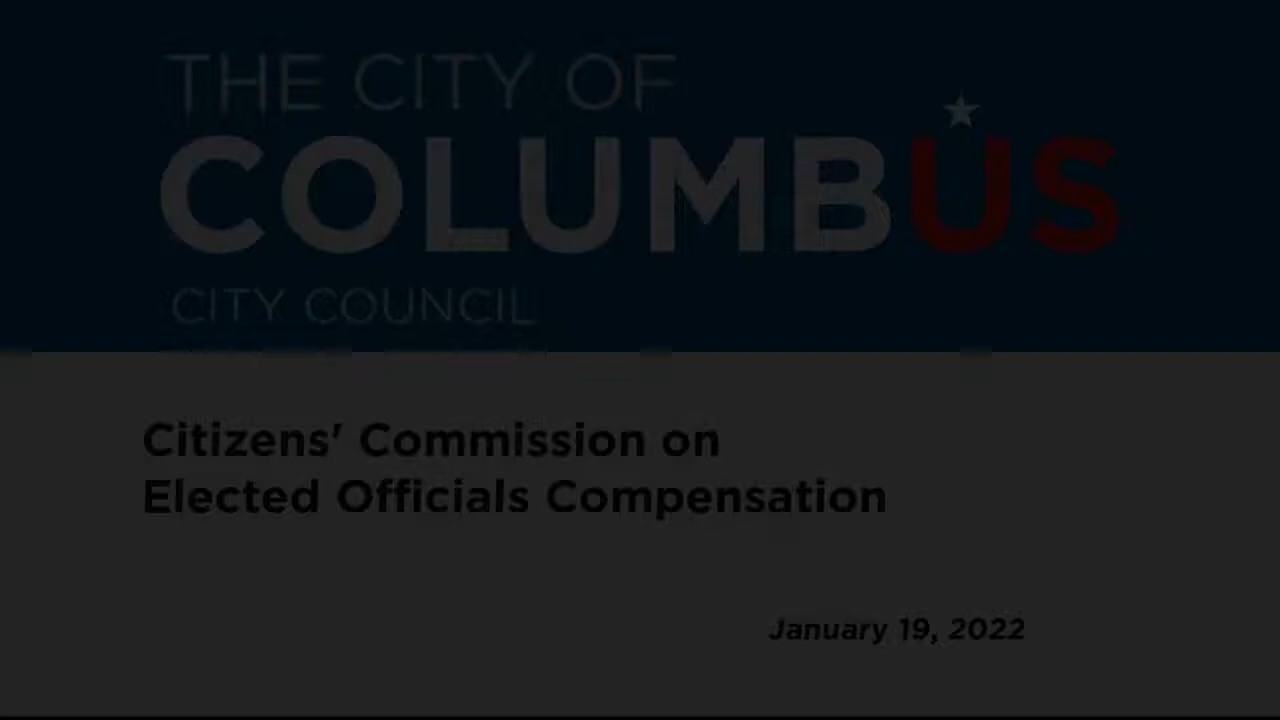 THE CITY OF
COLUMBUS
CITY COUNCIL
Citizens' Commission on
Elected Officials Compensation
January 19, 2022